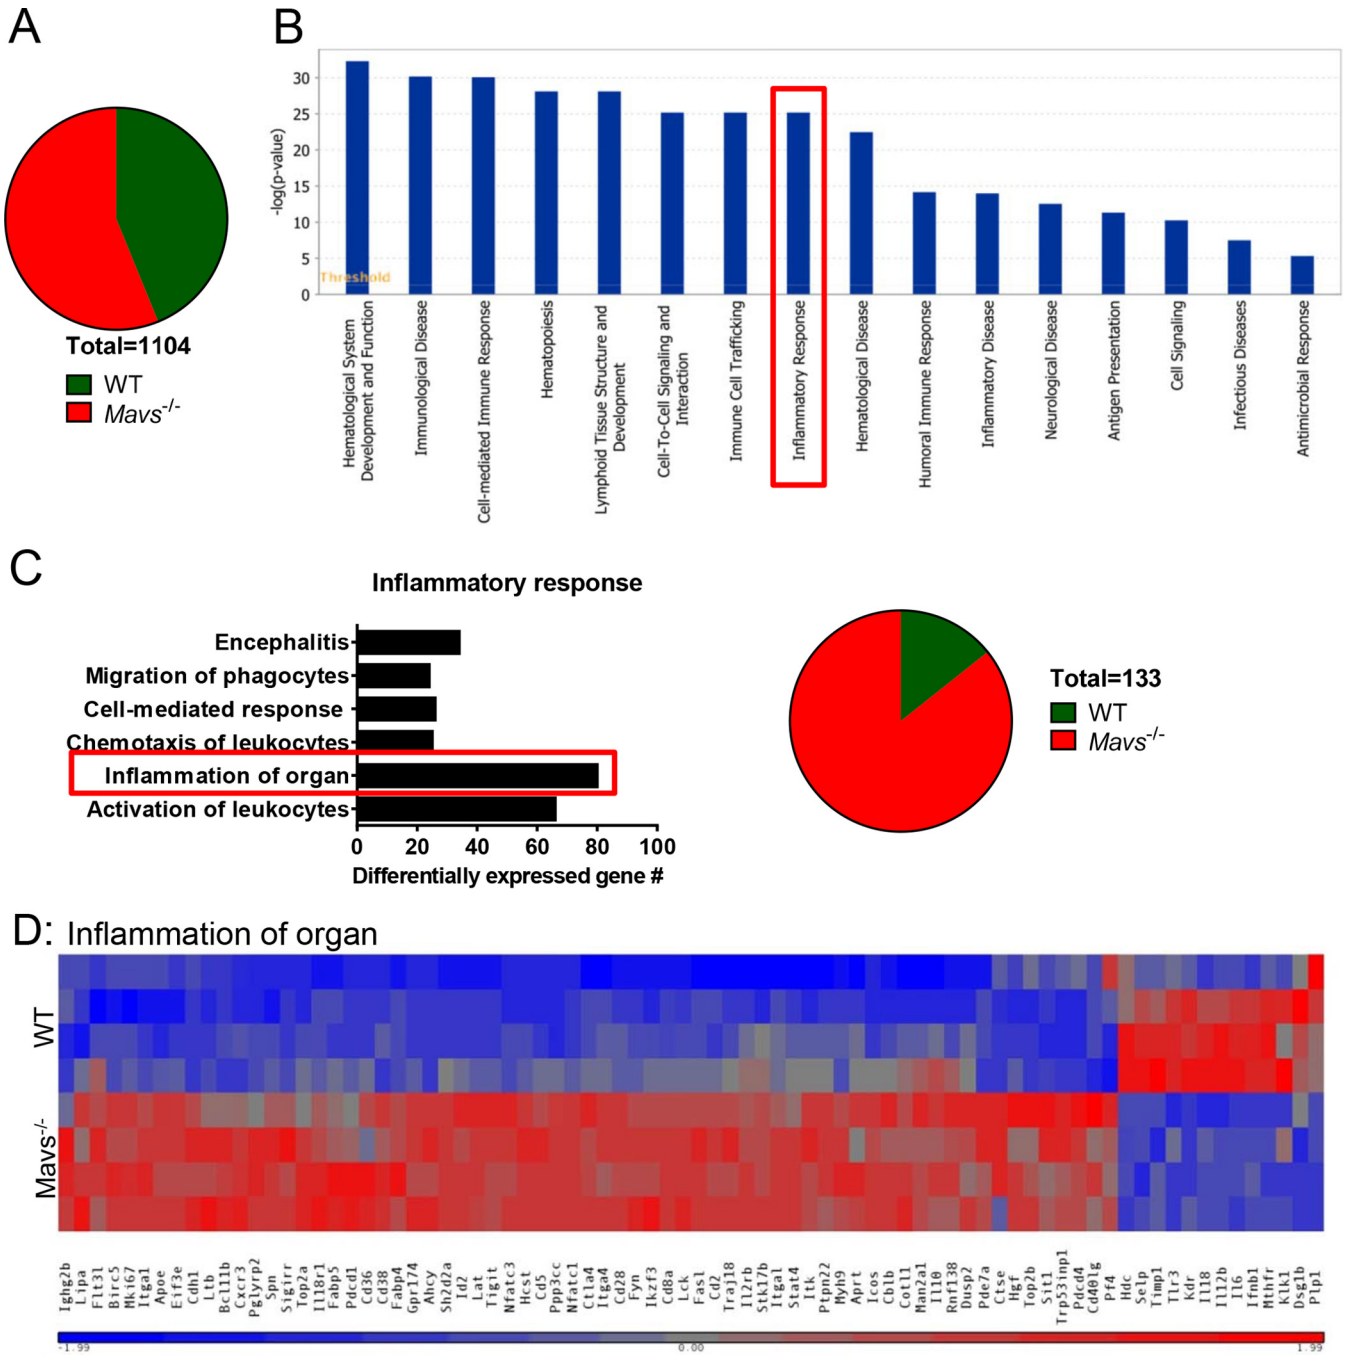 A
Total=1104
WT
Mavs-/-
B
-log(p-value)
30
25
20
15
10
5
0
Threshold
Hematological System
Development and Function
Immunological Disease
Cell-mediated Immune Response
Hematopoiesis
Lymphoid Tissue Structure and
Development
Cell-To-Cell Signaling and
Interaction
Immune Cell Trafficking
Inflammatory Response
Hematological Disease
Humoral Immune Response
Inflammatory Disease
Neurological Disease
Antigen Presentation
Cell Signaling
Infectious Diseases
Antimicrobial Response
C
Inflammatory response
Encephalitis
Migration of phagocytes
Cell-mediated response
Chemotaxis of leukocytes
Inflammation of organ
Activation of leukocytes
0 20 40 60 80 100
Differentially expressed gene #
Total=133
WT
Mavs-/-
D: Inflammation of organ
WT
Mavs-/-
Ighg2b
Lipa
Flt3l
Birc5
Mki67
Itga1
Apoe
Eif3e
Cdh1
Ltb
Bcl11b
Cxcr3
Pglyrp2
Spn
Sigirr
Top2a
Il18r1
Fabp5
Pdcd1
Cd36
Cd38
Fabp4
Gpr174
Ahcy
Sh2d2a
Id2
Lat
Tigit
Nfatc3
Hcst
Cd5
Ppp3cc
Nfatc1
Ctla4
Itga4
Cd28
Fyn
Ikzf3
Cd8a
Lck
Fasl
Cd2
Traj18
Il2rb
Stk17b
Itgal
Stat4
Itk
Ptpn22
Myh9
Aprt
Icos
Cblb
Cotl1
Man2a1
Il10
Rnf138
Dusp2
Pde7a
Ctse
Hgf
Top2b
Sit1
Trp53inp1
Pdcd4
Cd40lg
Pf4
Hdc
Selp
Timp1
Tlr3
Kdr
Il18
Il12b
Il6
Ifnb1
Mthfr
Klk1
Dsg1b
Plp1
-1.99 0.00 1.99